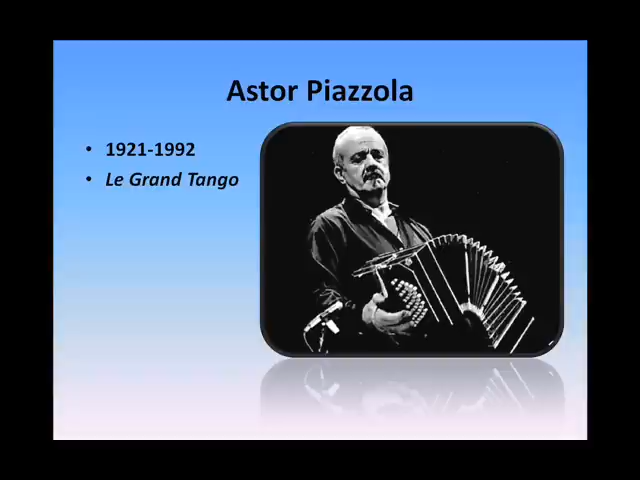 Astor Piazzola
• 1921-1992
• Le Grand Tango